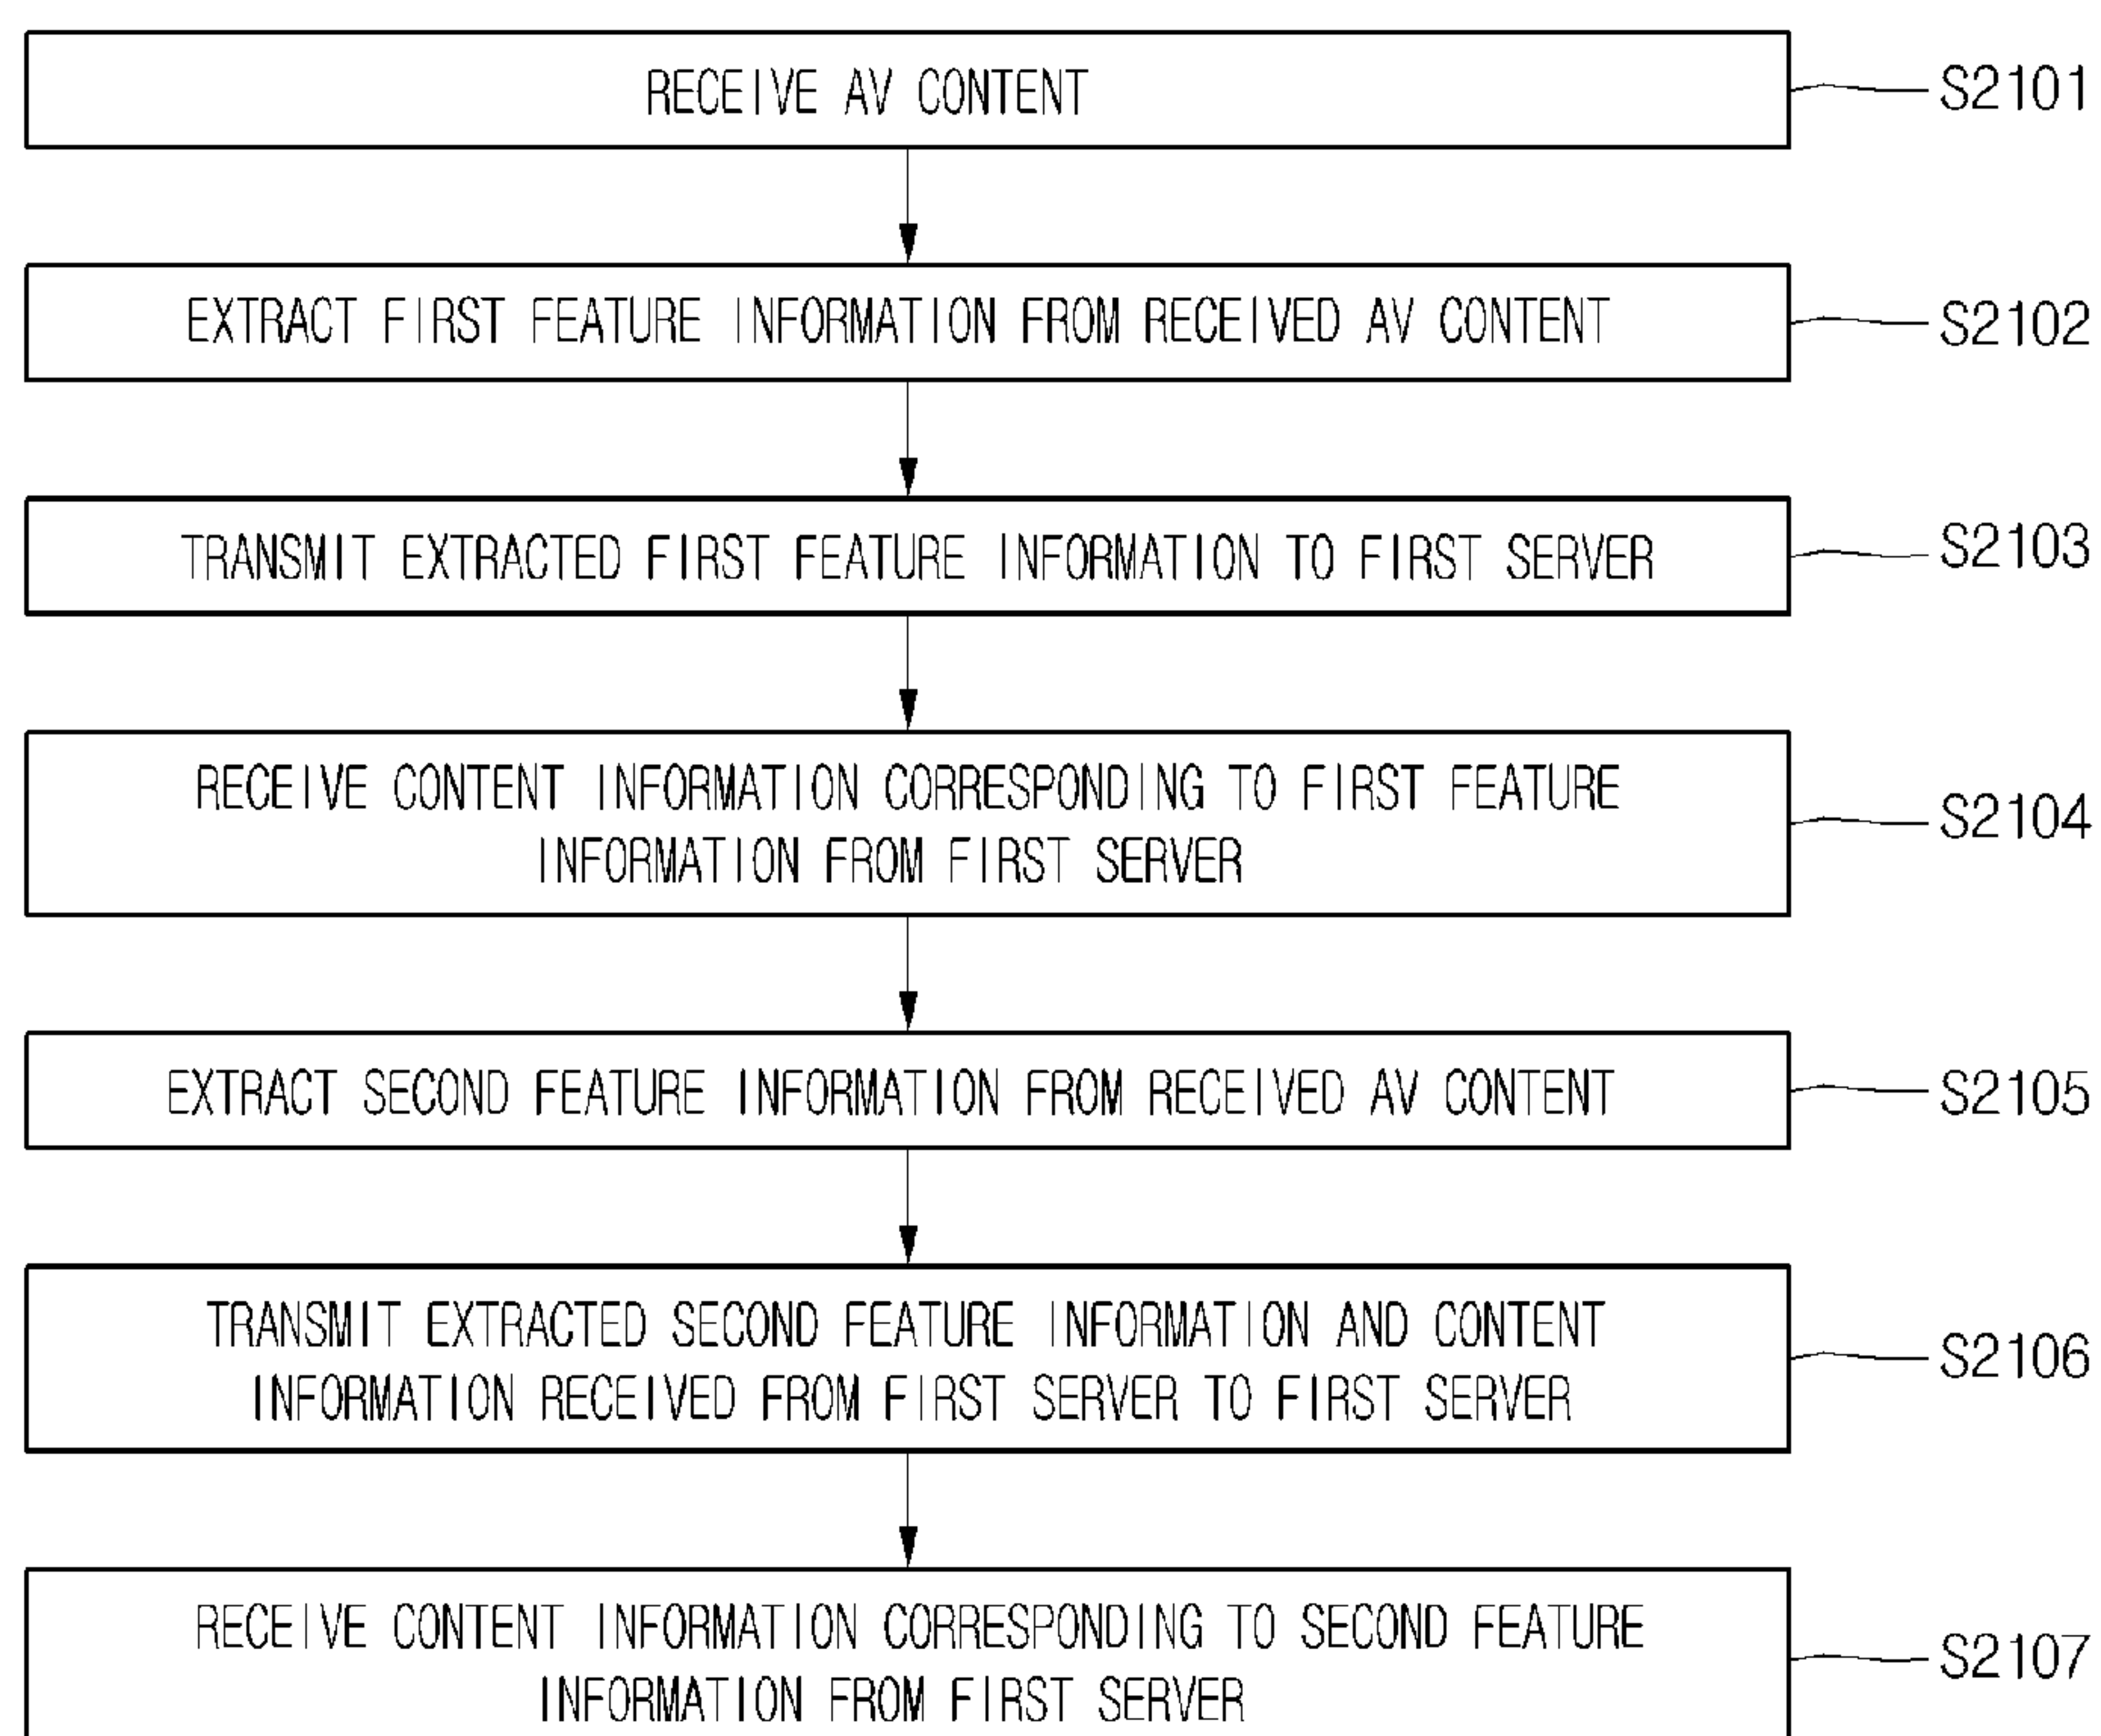 RECEIVE AV CONTENT
S2101
EXTRACT FIRST FEATURE INFORMATION FROM RECEIVED AV CONTENT
S2102
TRANSMIT EXTRACTED FIRST FEATURE INFORMATION TO FIRST SERVER
S2103
RECEIVE CONTENT INFORMATION CORRESPONDING TO FIRST FEATURE
INFORMATION FROM FIRST SERVER
S2104
EXTRACT SECOND FEATURE INFORMATION FROM RECEIVED AV CONTENT
S2105
TRANSMIT EXTRACTED SECOND FEATURE INFORMATION AND CONTENT
INFORMATION RECEIVED FROM FIRST SERVER TO FIRST SERVER
S2106
RECEIVE CONTENT INFORMATION CORRESPONDING TO SECOND FEATURE
INFORMATION FROM FIRST SERVER
S2107